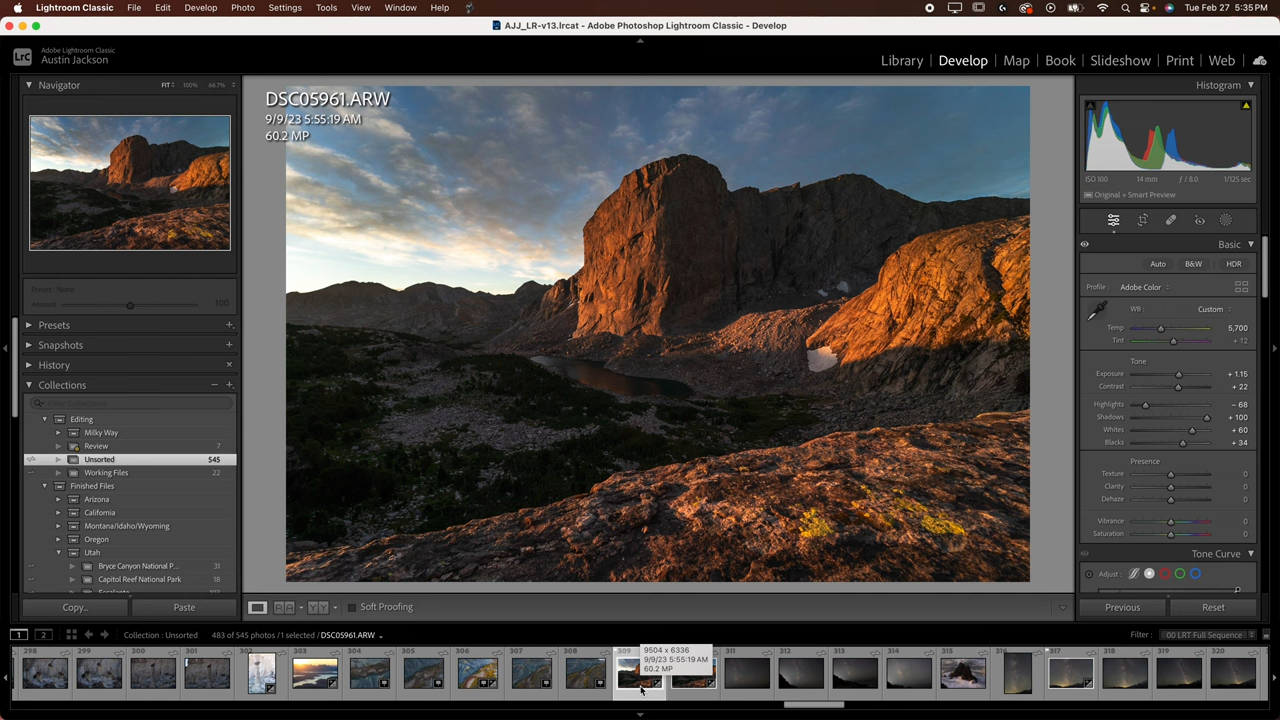 Lightroom Classic File Edit Develop Photo Settings Tools View Window Help Tue Feb 27 5:35 PM
AJJ_LR-v13.lrcat - Adobe Photoshop Lightroom Classic - Develop
LrC Adobe Lightroom Classic
Austin Jackson
Library | Develop | Map | Book | Slideshow | Print | Web
Navigator FIT 100% 66.7%
Histogram
DSC05961.ARW
9/9/23 5:55:19 AM
60.2 MP
ISO 100 14 mm ƒ / 8.0 1/125 sec
Original + Smart Preview
Basic
Auto B&W HDR
Profile : Adobe Color
WB : Custom
Temp 5,700
Tint + 12
Tone
Exposure + 1.15
Contrast + 22
Highlights – 68
Shadows + 100
Whites + 60
Blacks + 34
Presence
Texture 0
Clarity 0
Dehaze 0
Vibrance 0
Saturation 0
Tone Curve
Adjust :
Previous Reset
Preset : None
Amount 100
Presets
Snapshots
History
Collections
Filter Collections
Editing
Milky Way
Review 7
Unsorted 545
Working Files 22
Finished Files
Arizona
California
Montana/Idaho/Wyoming
Oregon
Utah
Bryce Canyon National P... 31
Capitol Reef National Park 18
Copy... Paste
Soft Proofing
1 2 Collection : Unsorted 483 of 545 photos / 1 selected / DSC05961.ARW Filter : 00 LRT Full Sequence
298 299 300 301 302 303 304 305 306 307 308 309 311 312 313 314 315 316 317 318 319 320
9504 x 6336
9/9/23 5:55:19 AM
60.2 MP